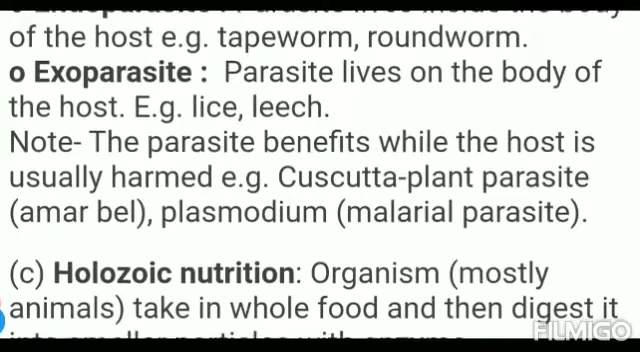 of the host e.g. tapeworm, roundworm.
o Exoparasite : Parasite lives on the body of
the host. E.g. lice, leech.
Note- The parasite benefits while the host is
usually harmed e.g. Cuscutta-plant parasite
(amar bel), plasmodium (malarial parasite).
(c) Holozoic nutrition: Organism (mostly
animals) take in whole food and then digest it
FILMIGO